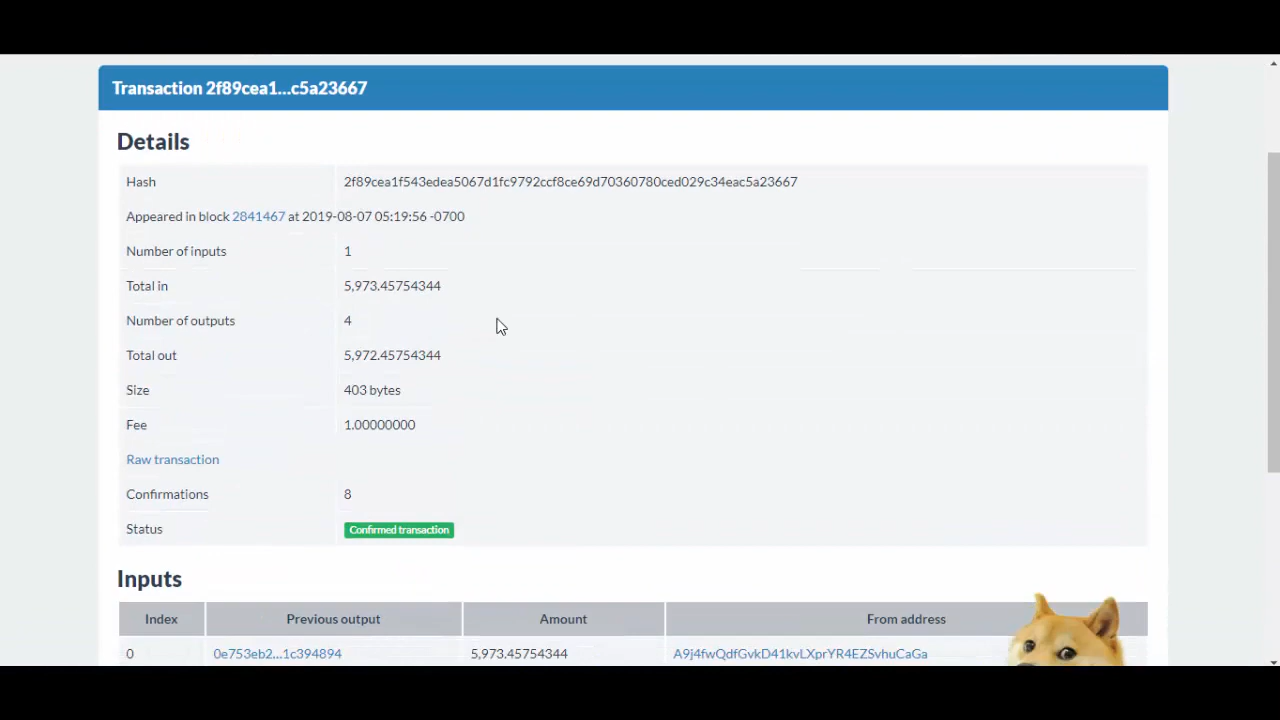 Transaction 2f89cea1...c5a23667
Details
Hash 2f89cea1f543edea5067d1fc9792ccf8ce69d70360780ced029c34eac5a23667
Appeared in block 2841467 at 2019-08-07 05:19:56 -0700
Number of inputs 1
Total in 5,973.45754344
Number of outputs 4
Total out 5,972.45754344
Size 403 bytes
Fee 1.00000000
Raw transaction
Confirmations 8
Status Confirmed transaction
Inputs
Index Previous output Amount From address
0 0e753eb2...1c394894 5,973.45754344 A9j4fwQdfGvkD41kvLXprYR4EZSvhuCaGa